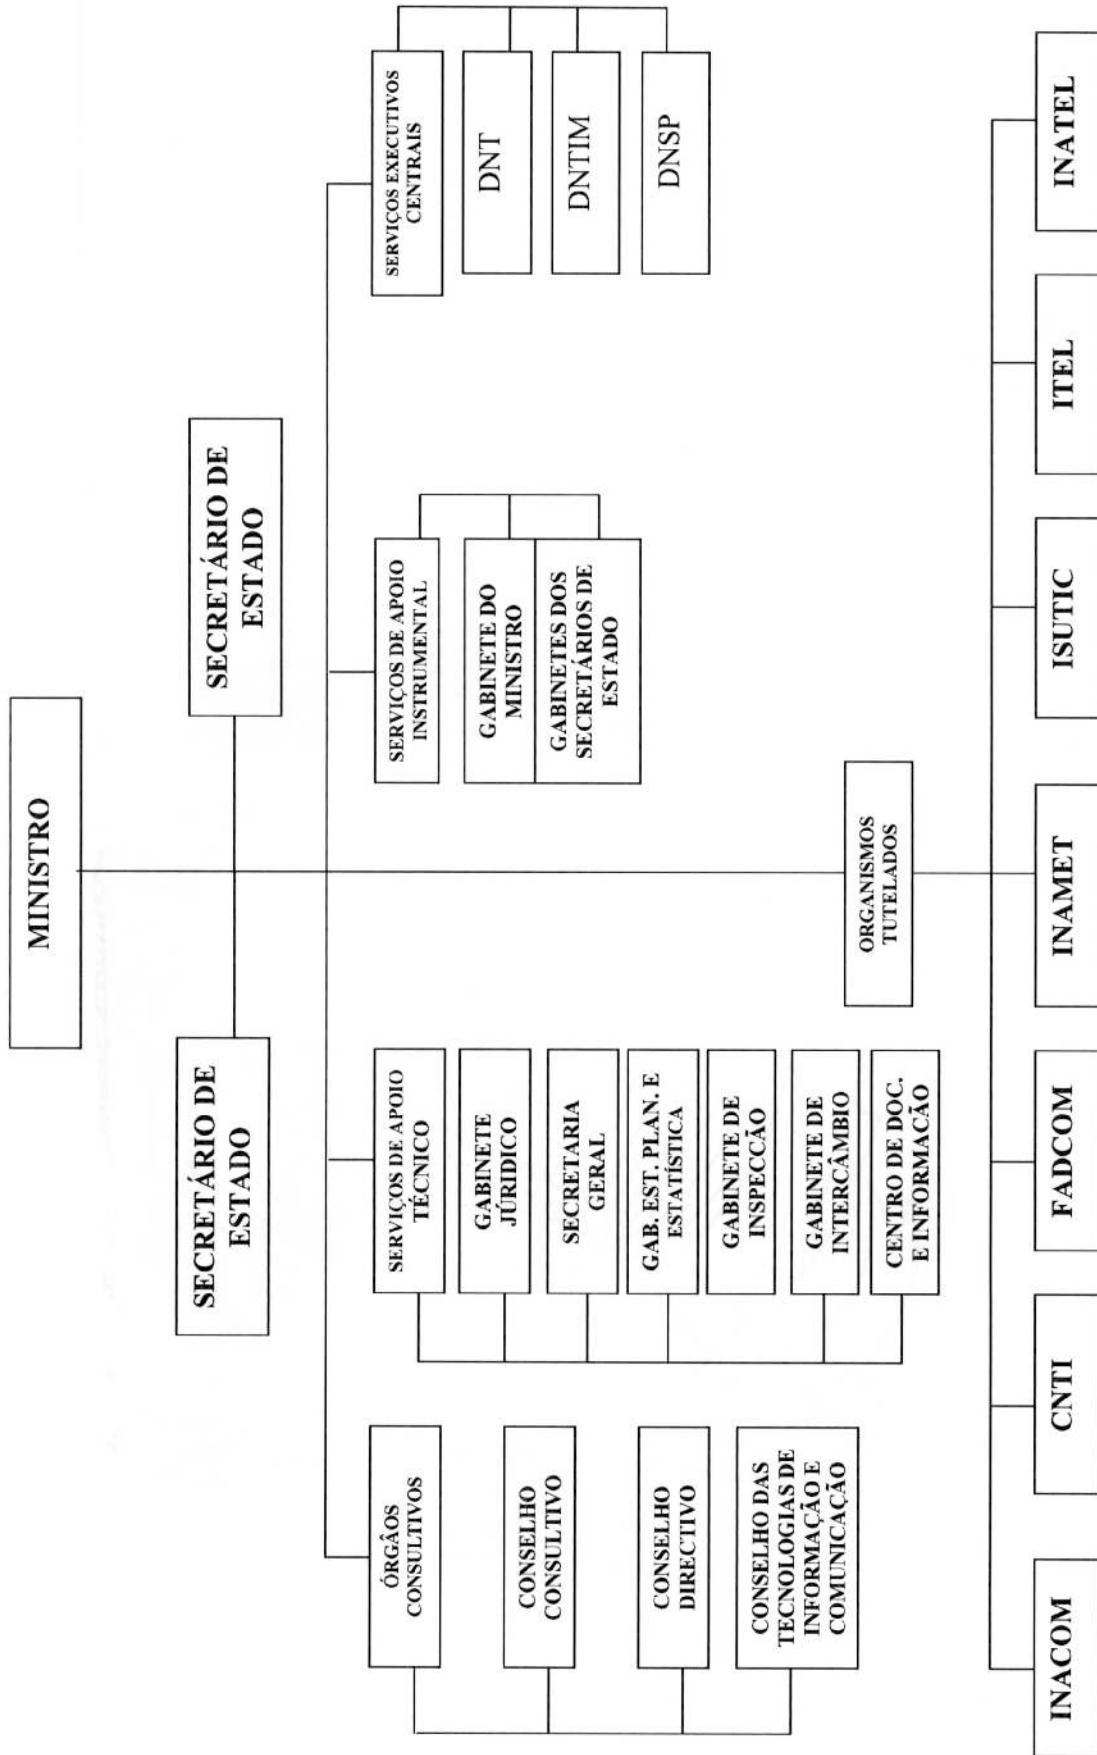 MINISTRO
SECRETÁRIO DE
ESTADO
SECRETÁRIO DE
ESTADO
ÓRGÂOS
CONSULTIVOS
CONSELHO
CONSULTIVO
CONSELHO
DIRECTIVO
CONSELHO DAS
TECNOLOGIAS DE
INFORMAÇÃO E
COMUNICAÇÃO
SERVIÇOS DE APOIO
TÉCNICO
GABINETE
JÚRIDICO
SECRETARIA
GERAL
GAB. EST. PLAN. E
ESTATÍSTICA
GABINETE DE
INSPECCÃO
GABINETE DE
INTERCÂMBIO
CENTRO DE DOC.
E INFORMAÇÃO
SERVIÇOS DE APOIO
INSTRUMENTAL
GABINETE DO
MINISTRO
GABINETES DOS
SECRETÁRIOS DE
ESTADO
SERVIÇOS EXECUTIVOS
CENTRAIS
DNT
DNTIM
DNSP
ORGANISMOS
TUTELADOS
INACOM
CNTI
FADCOM
INAMET
ISUTIC
ITEL
INATEL